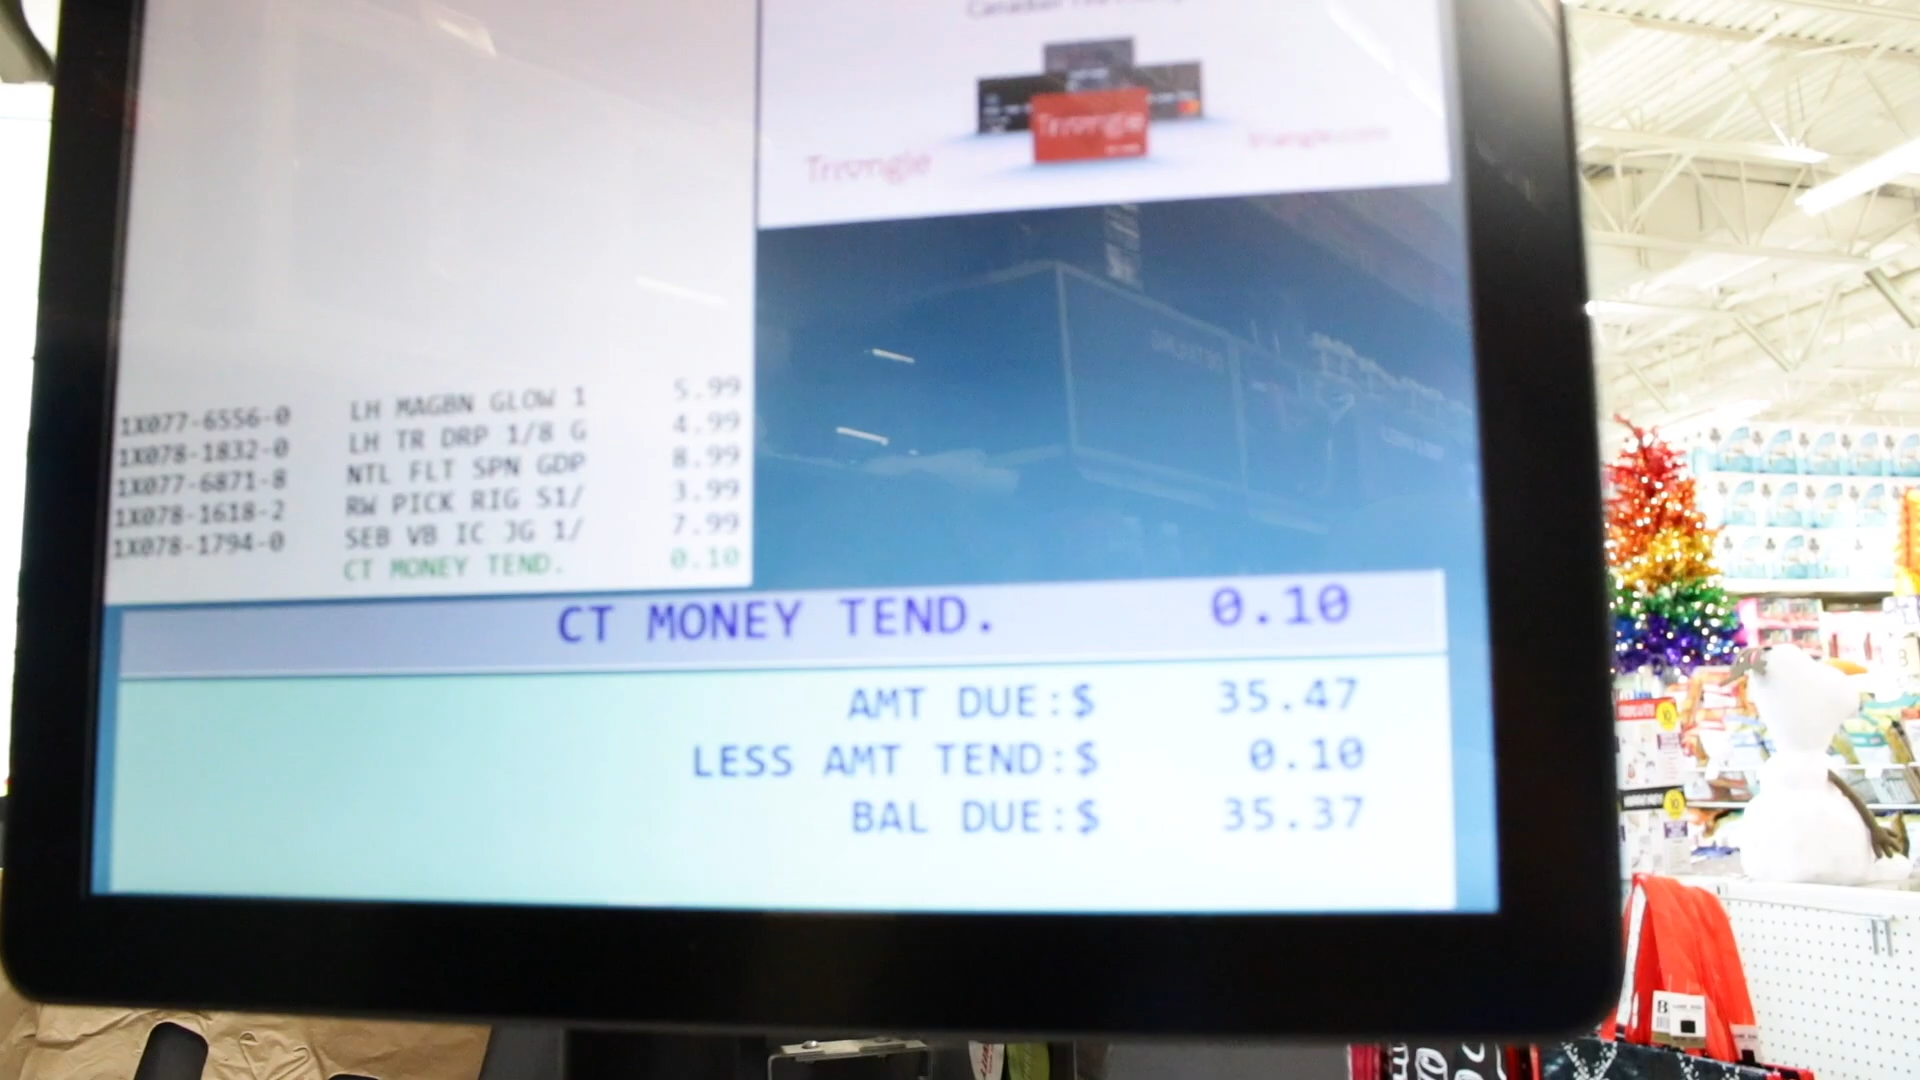 Triangle
Triangle
triangle.com
1X077-6556-0 LH MAGBN GLOW 1 5.99
1X078-1832-0 LH TR DRP 1/8 G 4.99
1X077-6871-8 NTL FLT SPN GDP 8.99
1X078-1618-2 RW PICK RIG S1/ 3.99
1X078-1794-0 SEB VB IC JG 1/ 7.99
CT MONEY TEND. 0.10
CT MONEY TEND. 0.10
AMT DUE:$ 35.47
LESS AMT TEND:$ 0.10
BAL DUE:$ 35.37